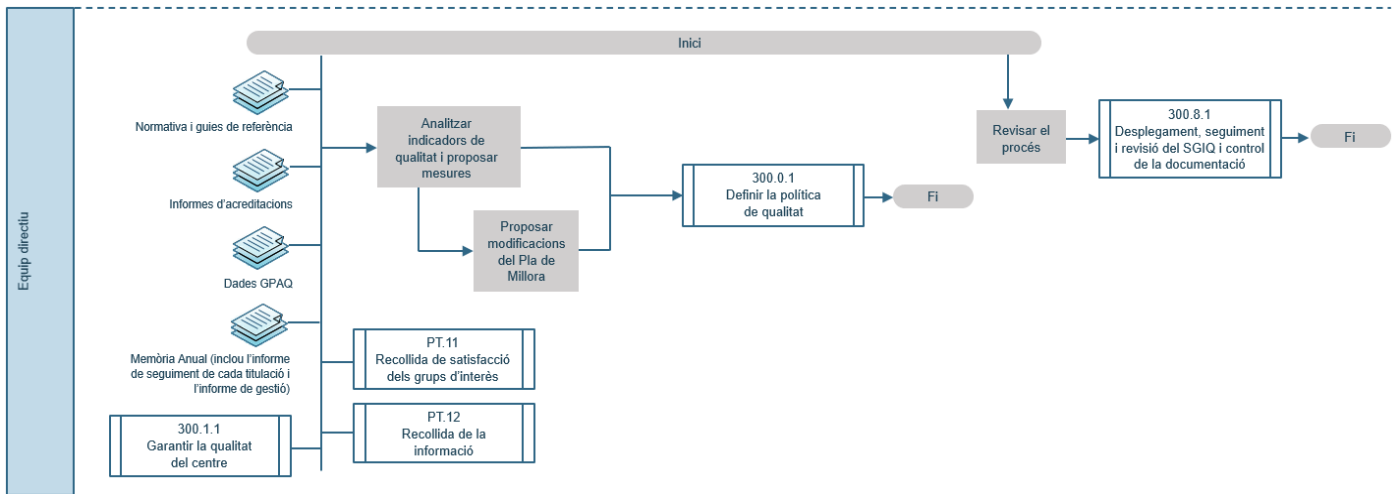 Equip directiu
Inici
Normativa i guies de referència
Informes d'acreditacions
Dades GPAQ
Memòria Anual (inclou l'informe
de seguiment de cada titulació i
l'informe de gestió)
300.1.1
Garantir la qualitat
del centre
Analitzar
indicadors de
qualitat i proposar
mesures
Proposar
modificacions
del Pla de
Millora
PT.11
Recollida de satisfacció
dels grups d'interès
PT.12
Recollida de la
informació
300.0.1
Definir la política
de qualitat
Fi
Revisar el
procés
300.8.1
Desplegament, seguiment
i revisió del SGIQ i control
de la documentació
Fi